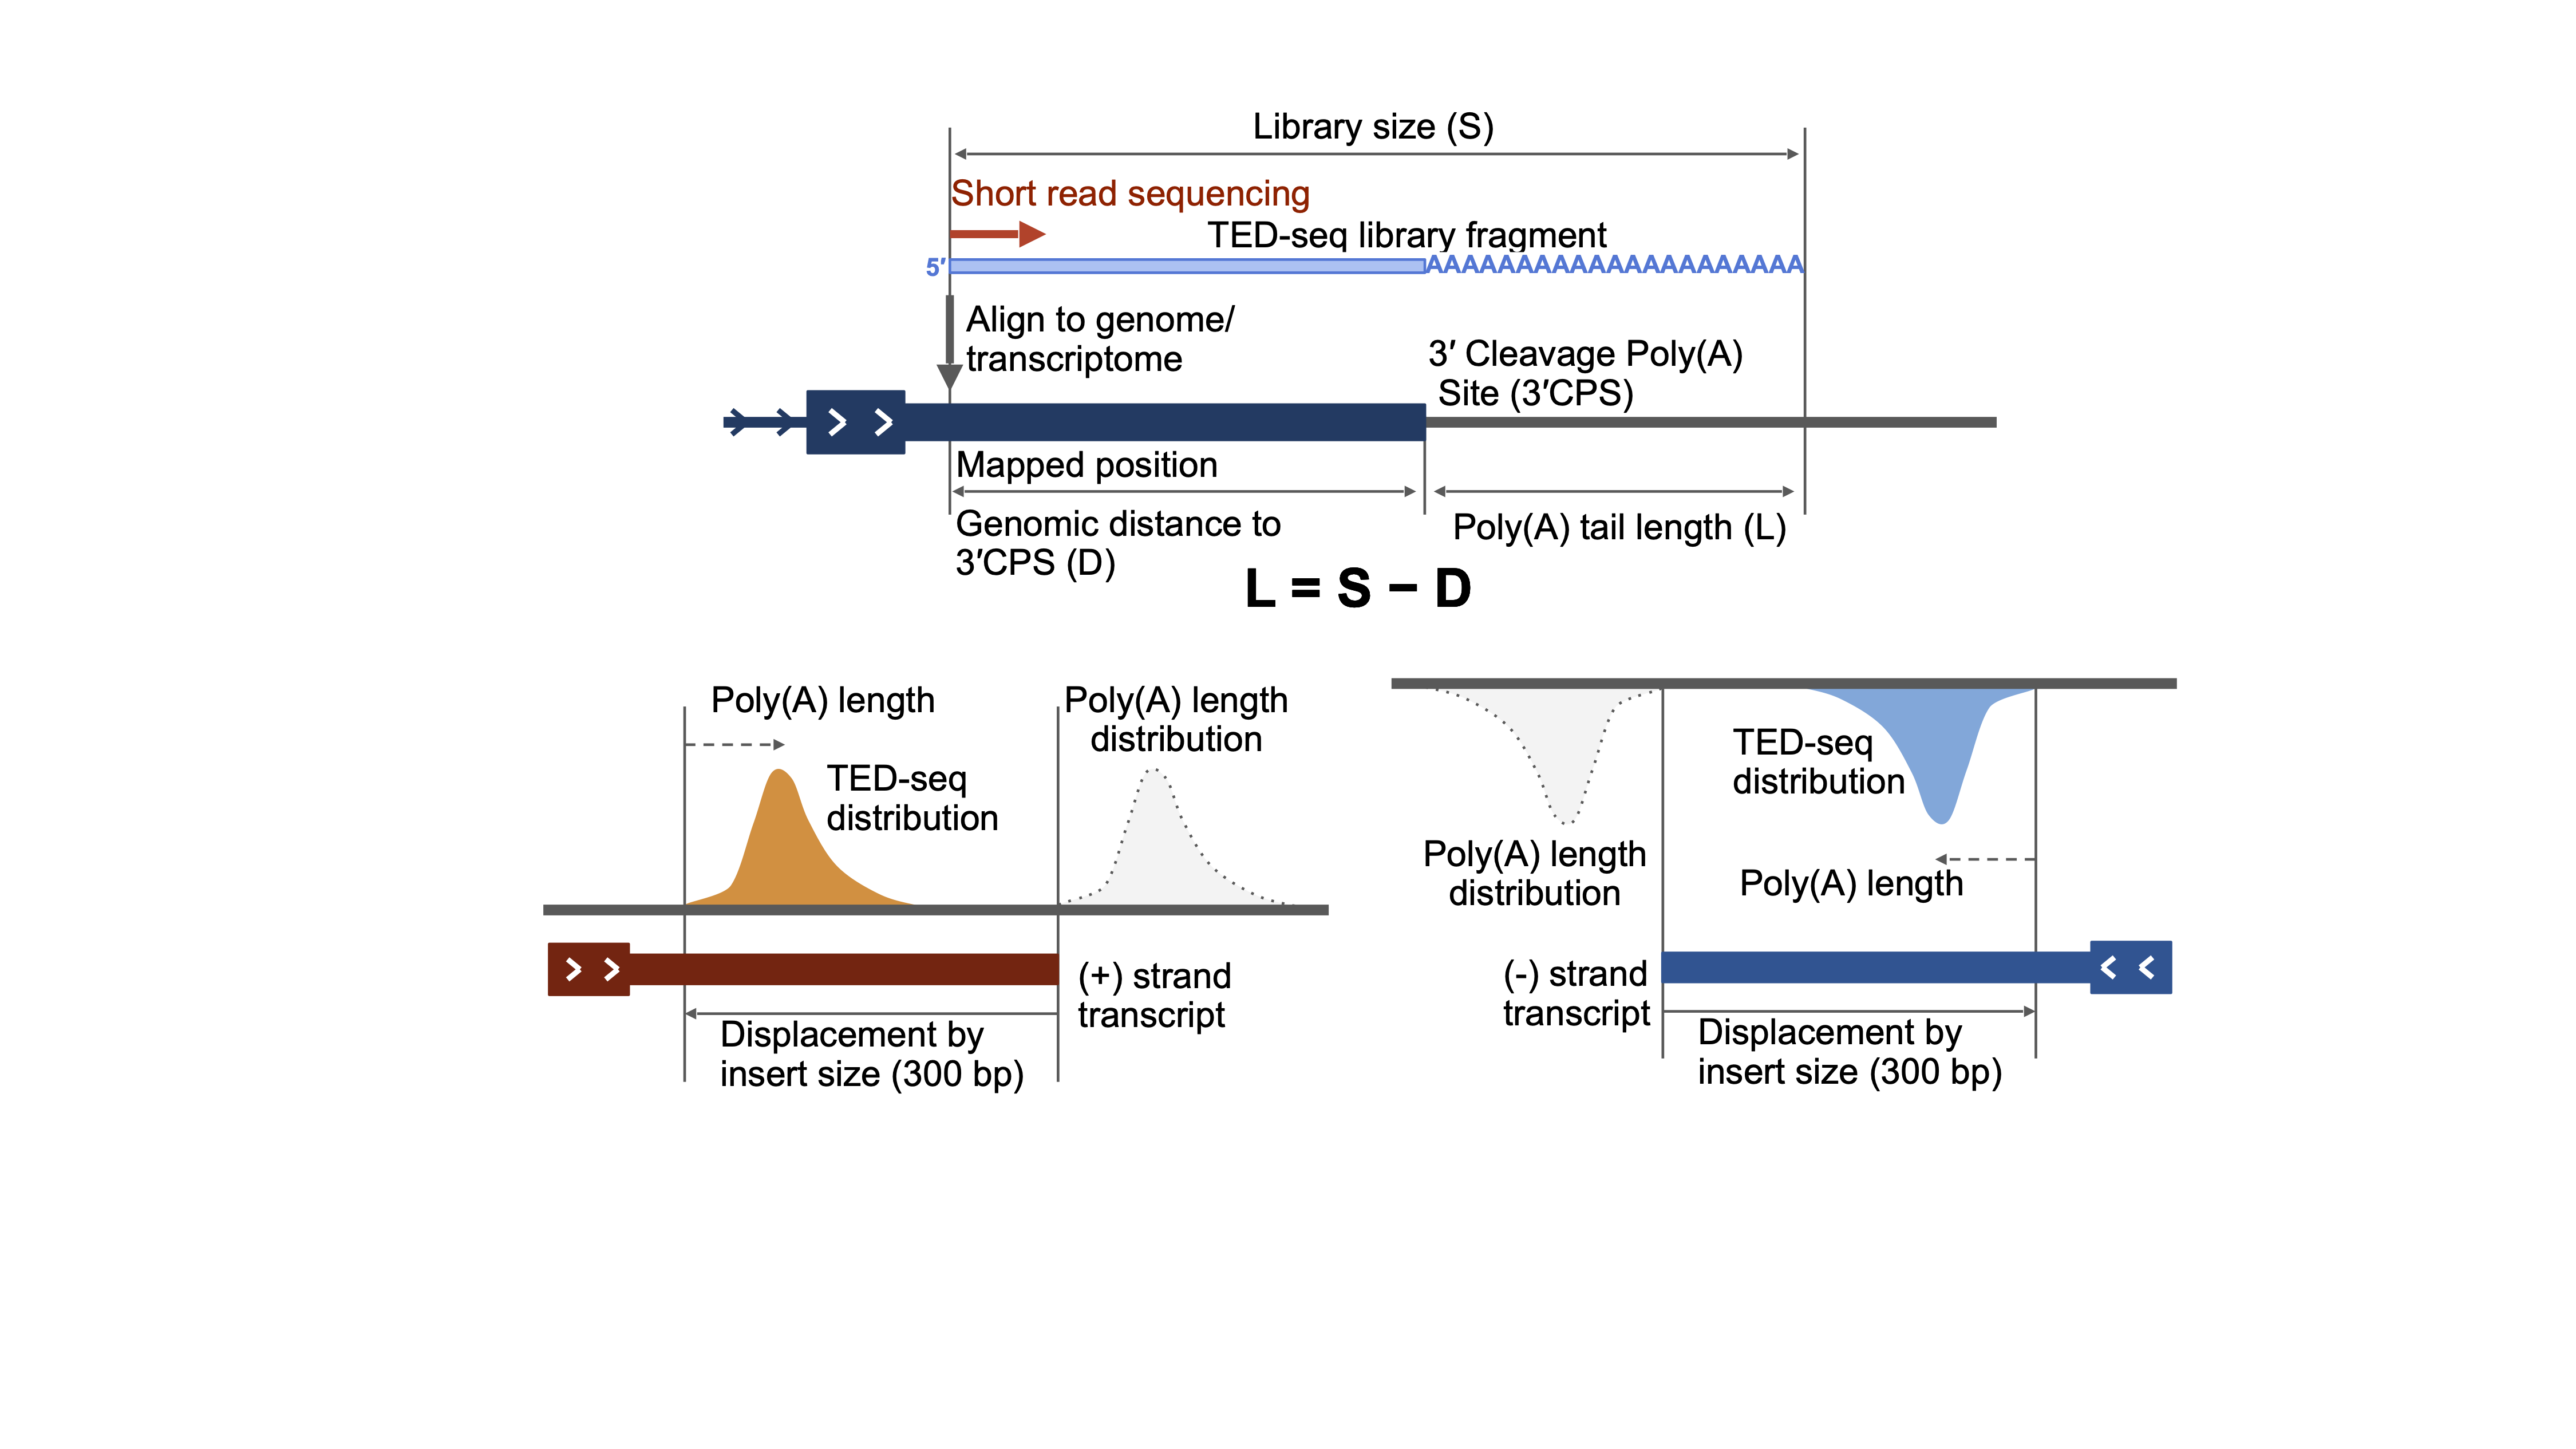 Library size (S)
Short read sequencing
TED-seq library fragment
5′
AAAAAAAAAAAAAAAAAAAAA
Align to genome/
transcriptome
3′ Cleavage Poly(A)
Site (3′CPS)
Mapped position
Genomic distance to
3′CPS (D)
Poly(A) tail length (L)
L = S − D
Poly(A) length
TED-seq
distribution
Poly(A) length
distribution
(+) strand
transcript
Displacement by
insert size (300 bp)
TED-seq
distribution
Poly(A) length
distribution
Poly(A) length
(-) strand
transcript
Displacement by
insert size (300 bp)